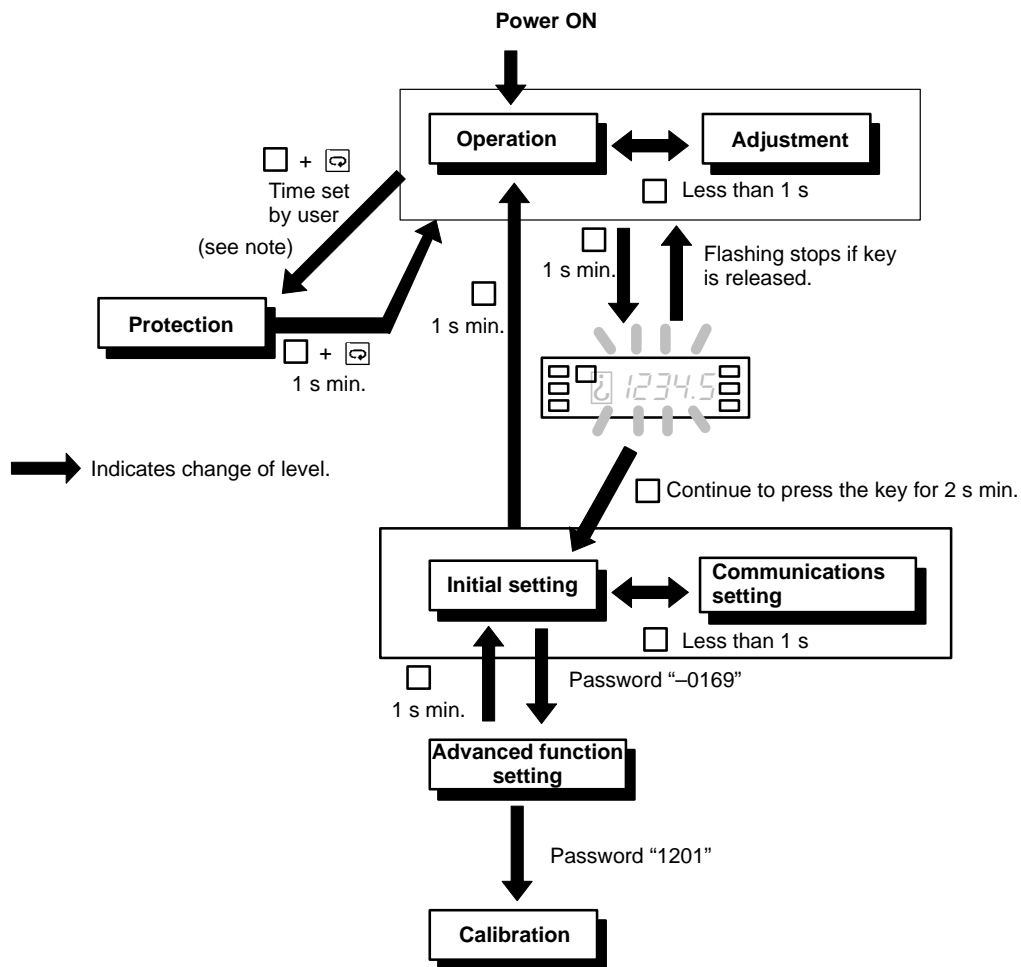 Power ON
Operation
Adjustment
+
Time set
by user
(see note)
Less than 1 s
1 s min.
Flashing stops if key
is released.
Protection
1 s min.
+
1 s min.
1234.5
Indicates change of level.
Continue to press the key for 2 s min.
Initial setting
Communications
setting
Less than 1 s
1 s min.
Password “–0169”
Advanced function
setting
Password “1201”
Calibration